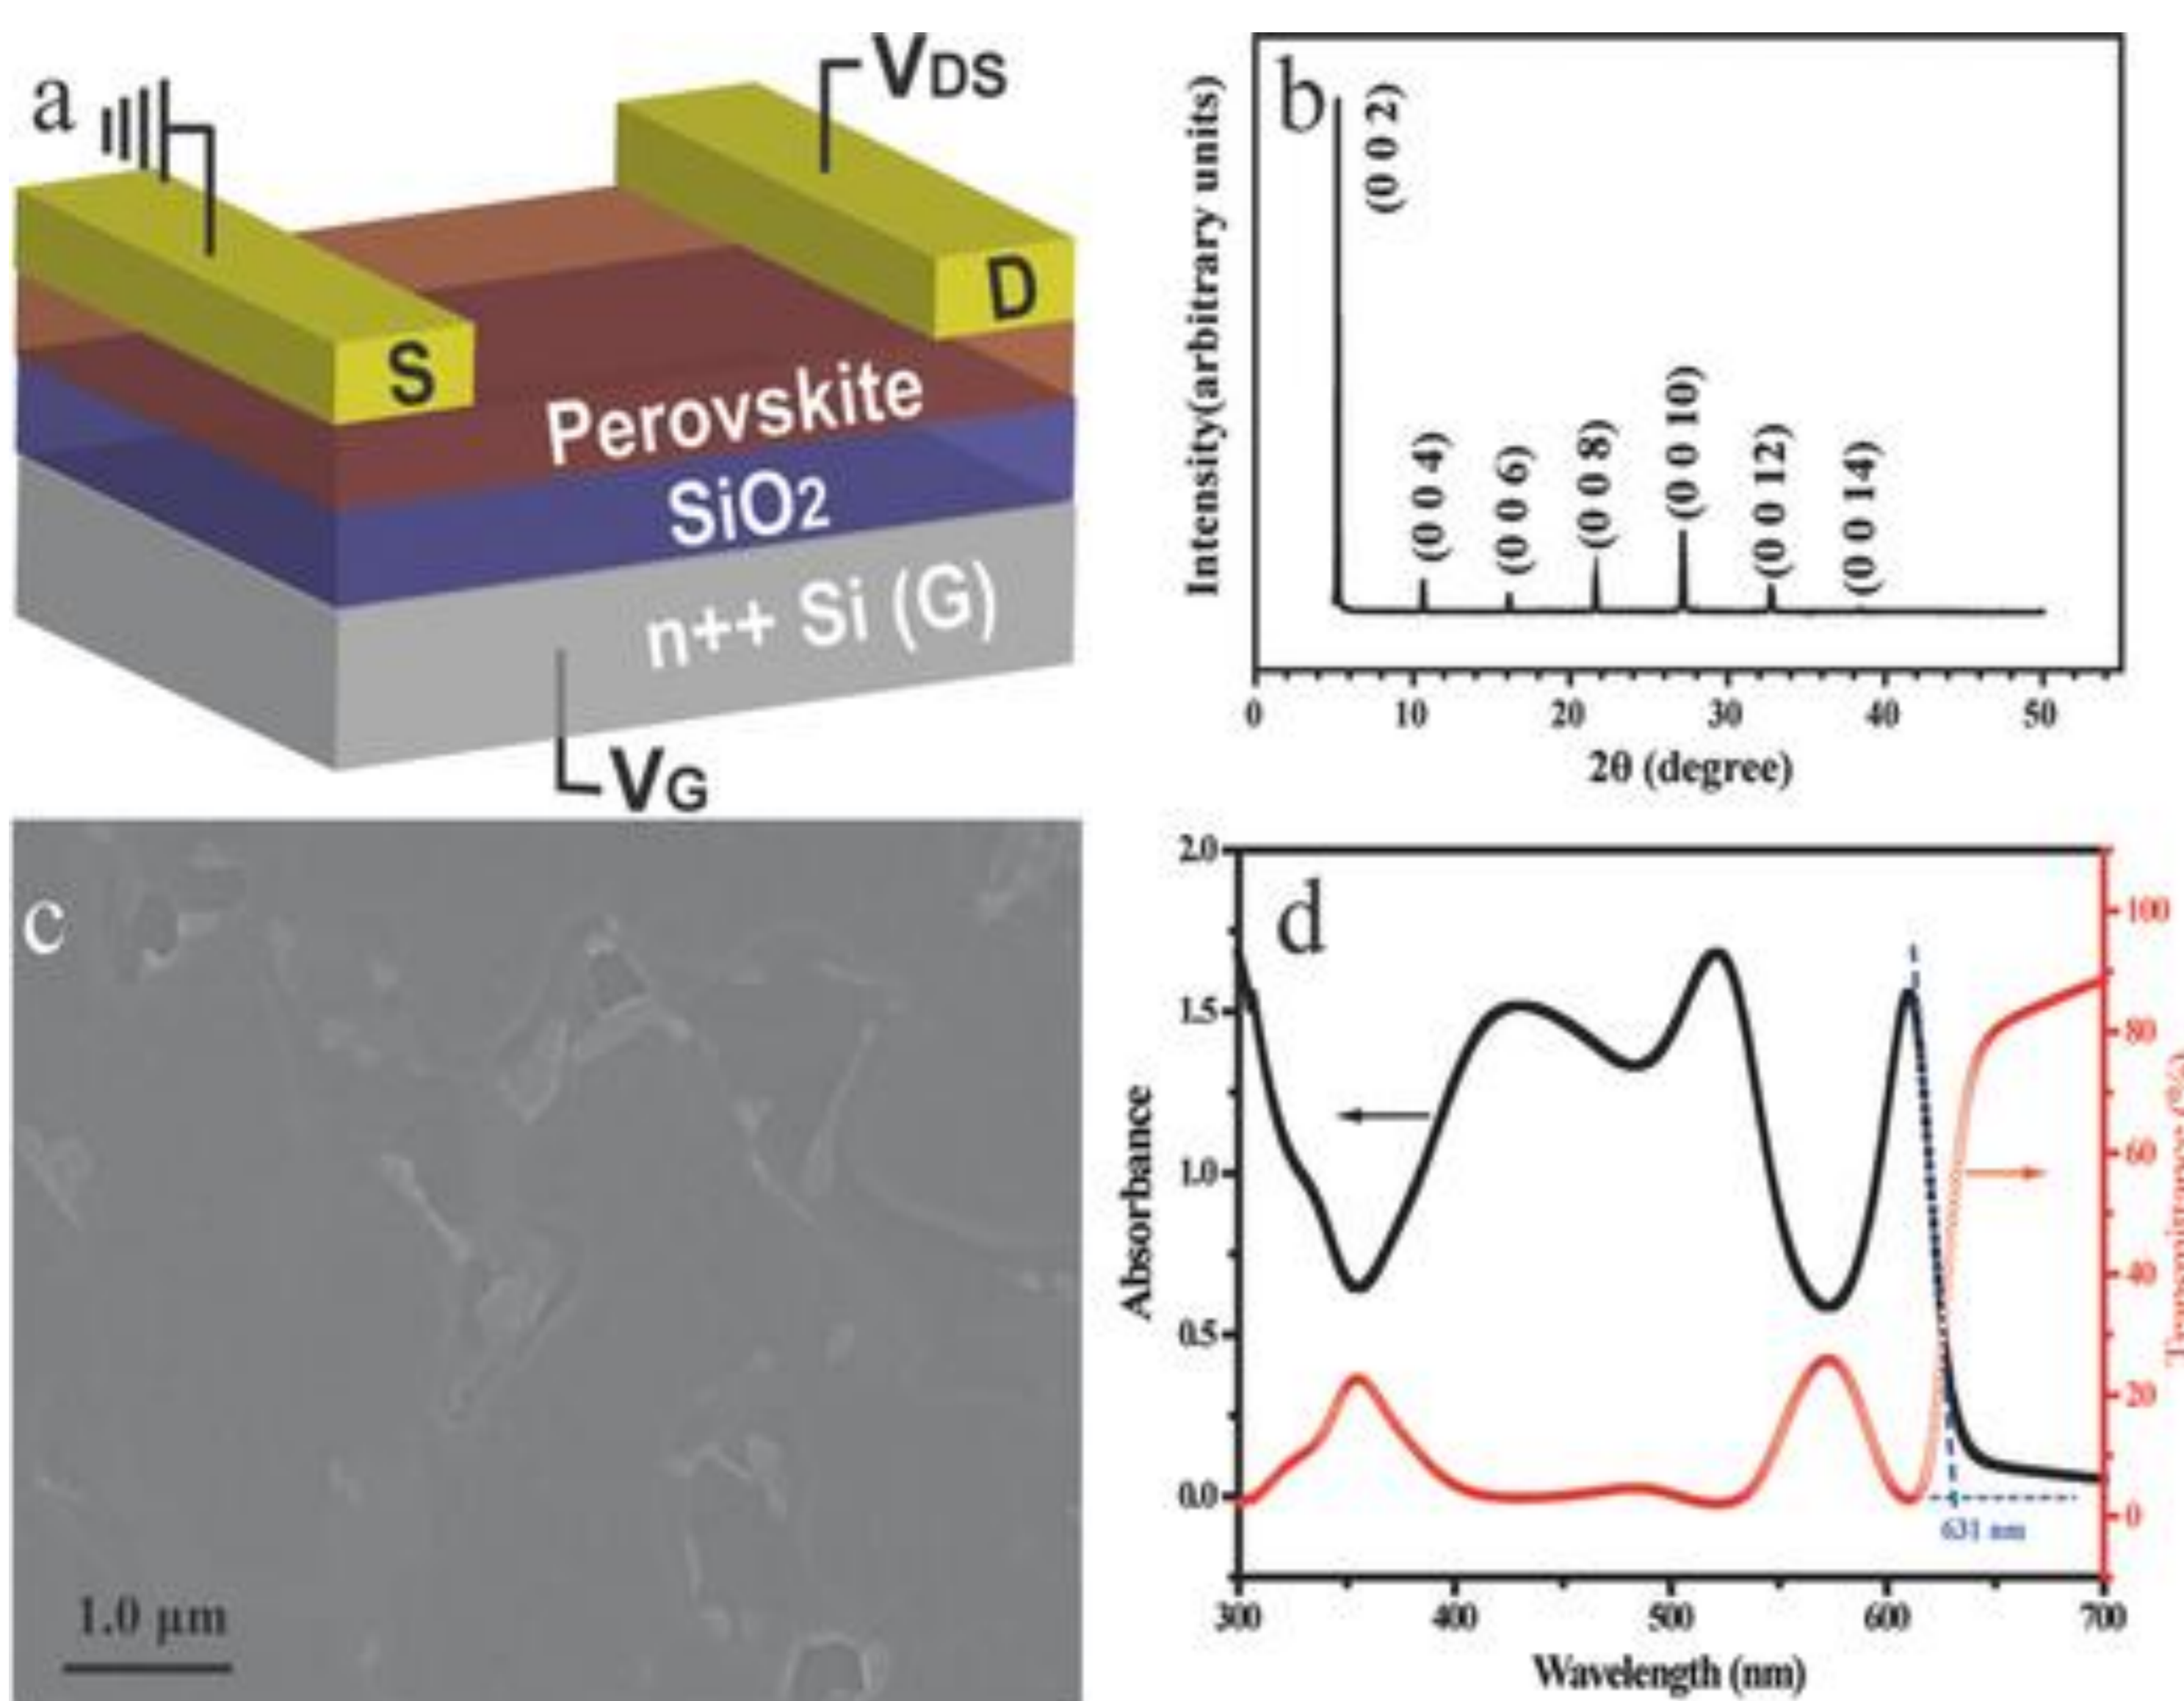 a
VDS
S
D
Perovskite
SiO2
n++ Si (G)
VG
b
Intensity(arbitrary units)
(0 0 2)
(0 0 4)
(0 0 6)
(0 0 8)
(0 0 10)
(0 0 12)
(0 0 14)
0 10 20 30 40 50
2θ (degree)
c
1.0 μm
d
Absorbance
2.0
1.5
1.0
0.5
0.0
100
80
60
40
20
0
Transmittance (%)
631 nm
300 400 500 600 700
Wavelength (nm)